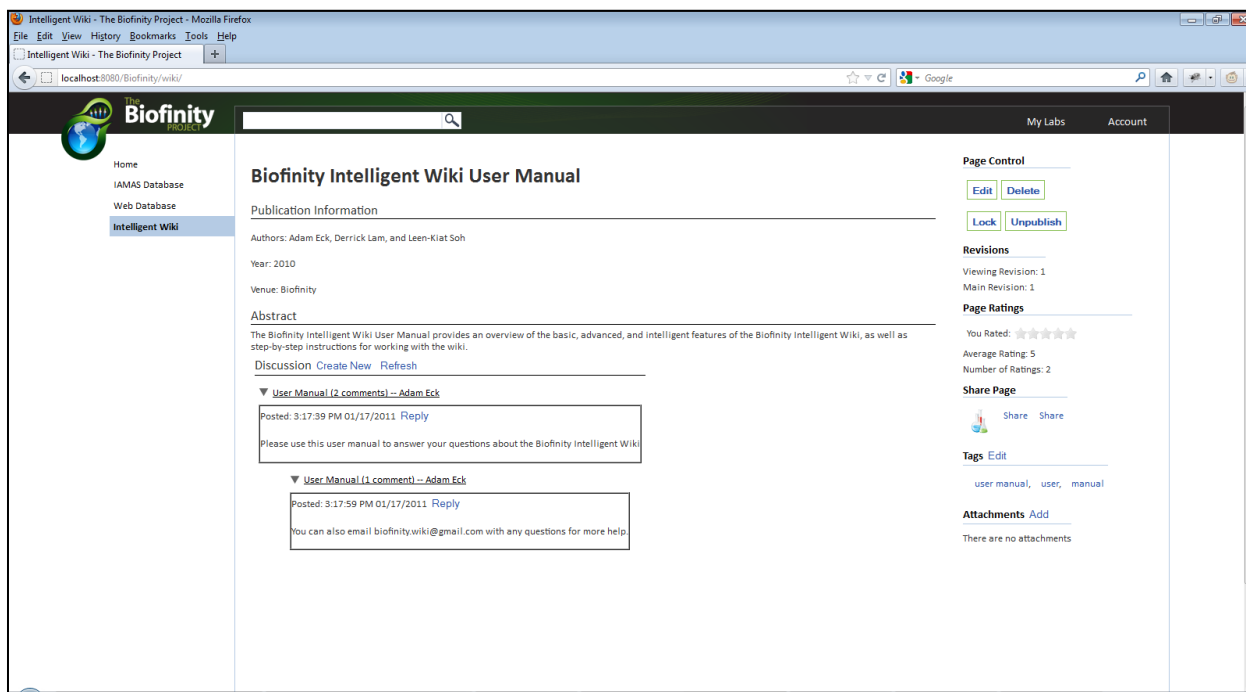 Intelligent Wiki - The Biofinity Project - Mozilla Firefox
File Edit View History Bookmarks Tools Help
Intelligent Wiki - The Biofinity Project +
localhost:8080/Biofinity/wiki/ Google
The
Biofinity
PROJECT
My Labs Account
Home
IAMAS Database
Web Database
Intelligent Wiki
Biofinity Intelligent Wiki User Manual
Publication Information
Authors: Adam Eck, Derrick Lam, and Leen-Kiat Soh
Year: 2010
Venue: Biofinity
Abstract
The Biofinity Intelligent Wiki User Manual provides an overview of the basic, advanced, and intelligent features of the Biofinity Intelligent Wiki, as well as
step-by-step instructions for working with the wiki.
Discussion Create New Refresh
User Manual (2 comments) -- Adam Eck
Posted: 3:17:39 PM 01/17/2011 Reply
Please use this user manual to answer your questions about the Biofinity Intelligent Wiki
User Manual (1 comment) -- Adam Eck
Posted: 3:17:59 PM 01/17/2011 Reply
You can also email biofinity.wiki@gmail.com with any questions for more help.
Page Control
Edit Delete
Lock Unpublish
Revisions
Viewing Revision: 1
Main Revision: 1
Page Ratings
You Rated:
Average Rating: 5
Number of Ratings: 2
Share Page
Share Share
Tags Edit
user manual, user, manual
Attachments Add
There are no attachments